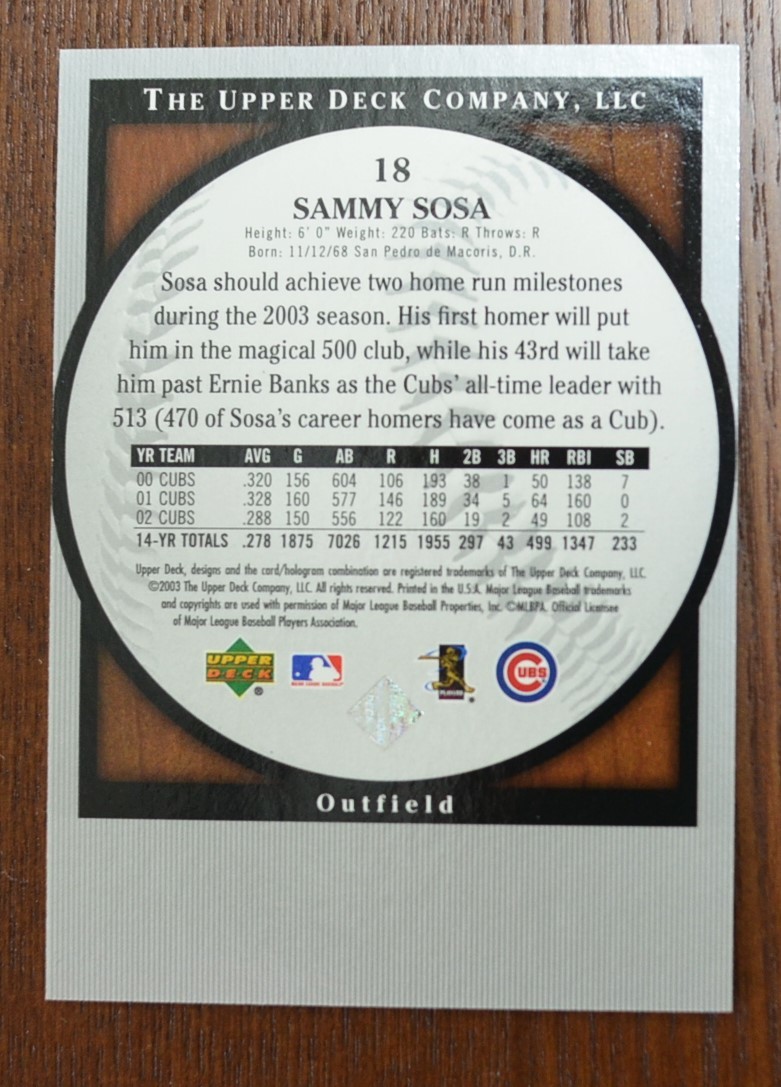 THE UPPER DECK COMPANY, LLC
18
SAMMY SOSA
Height: 6' 0" Weight: 220 Bats: R Throws: R
Born: 11/12/68 San Pedro de Macoris, D.R.
Sosa should achieve two home run milestones
during the 2003 season. His first homer will put
him in the magical 500 club, while his 43rd will take
him past Ernie Banks as the Cubs' all-time leader with
513 (470 of Sosa's career homers have come as a Cub).
YR TEAM AVG G AB R H 2B 3B HR RBI SB
00 CUBS .320 156 604 106 193 38 1 50 138 7
01 CUBS .328 160 577 146 189 34 5 64 160 0
02 CUBS .288 150 556 122 160 19 2 49 108 2
14-YR TOTALS .278 1875 7026 1215 1955 297 43 499 1347 233
Upper Deck, designs and the card/hologram combination are registered trademarks of The Upper Deck Company, LLC.
©2003 The Upper Deck Company, LLC. All rights reserved. Printed in the U.S.A. Major League Baseball trademarks
and copyrights are used with permission of Major League Baseball Properties, Inc. ©MLBPA. Official Licensee
of Major League Baseball Players Association.
UPPER DECK ® PLAYERS CUBS
Outfield